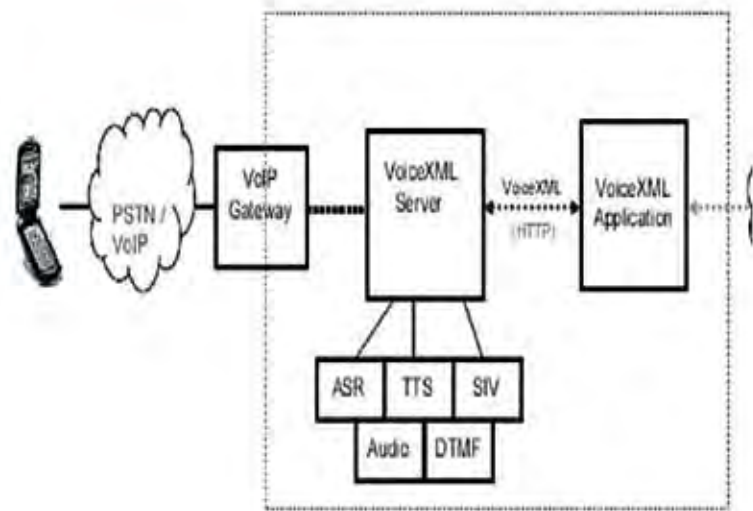 PSTN /
VoIP
VoIP
Gateway
VoiceXML
Server
VoiceXML
(HTTP)
VoiceXML
Application
ASR
TTS
SIV
Audio
DTMF